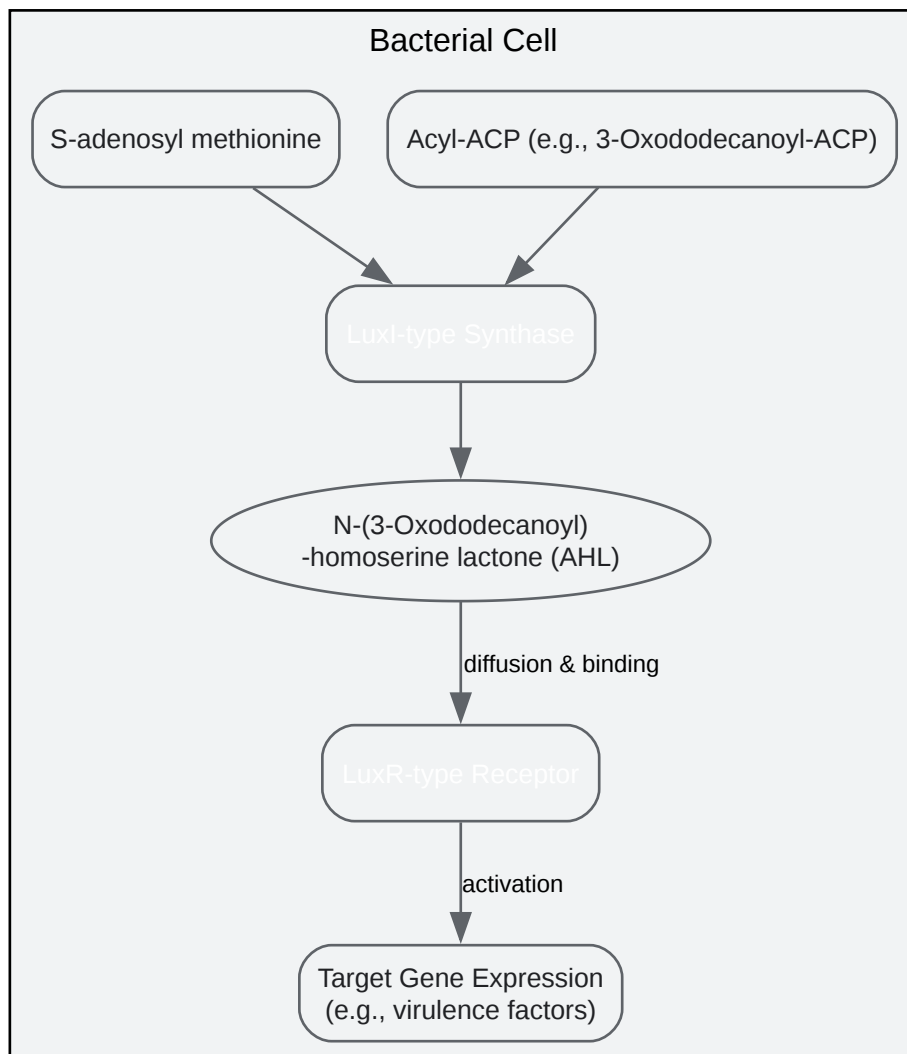 Bacterial Cell
S-adenosyl methionine
Acyl-ACP (e.g., 3-Oxododecanoyl-ACP)
LuxI-type Synthase
N-(3-Oxododecanoyl)
-homoserine lactone (AHL)
diffusion & binding
LuxR-type Receptor
activation
Target Gene Expression
(e.g., virulence factors)